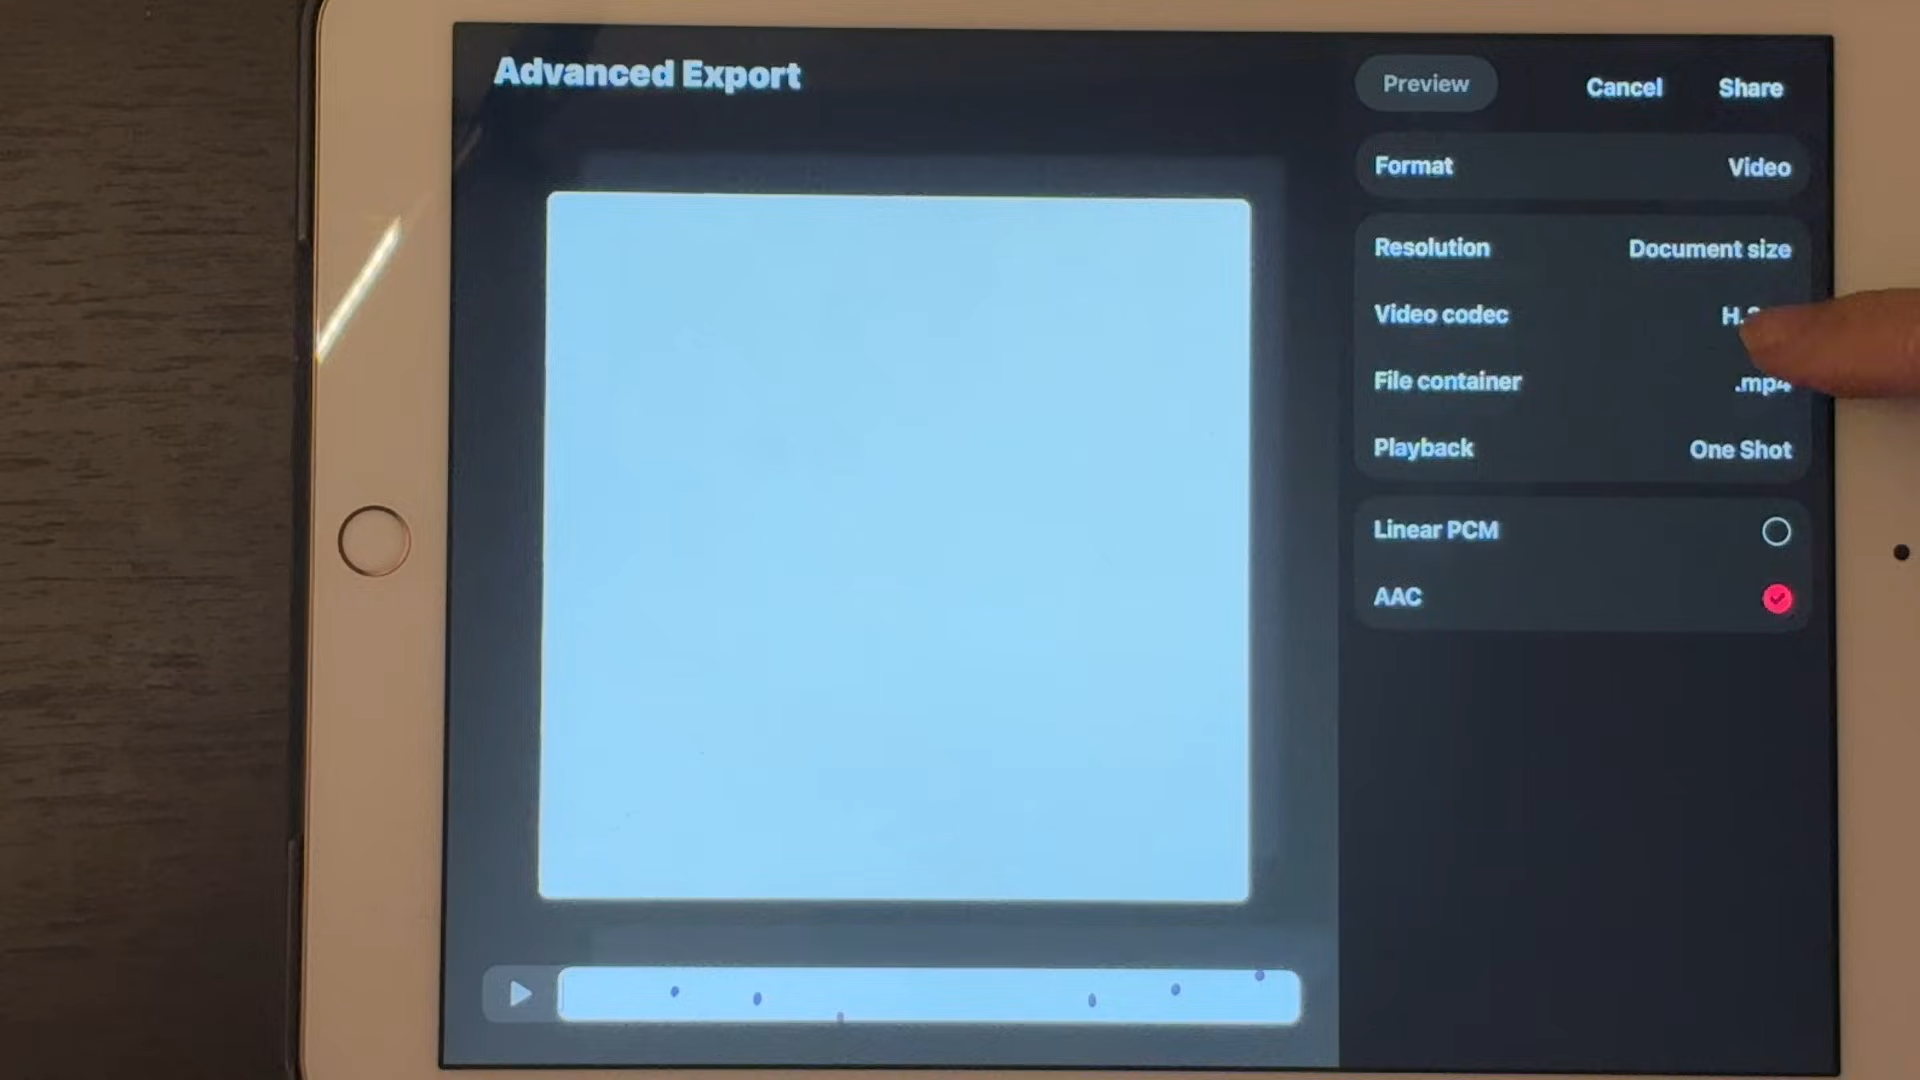 Advanced Export
Preview
Cancel
Share
Format
Video
Resolution
Document size
Video codec
File container
.mp4
Playback
One Shot
Linear PCM
AAC